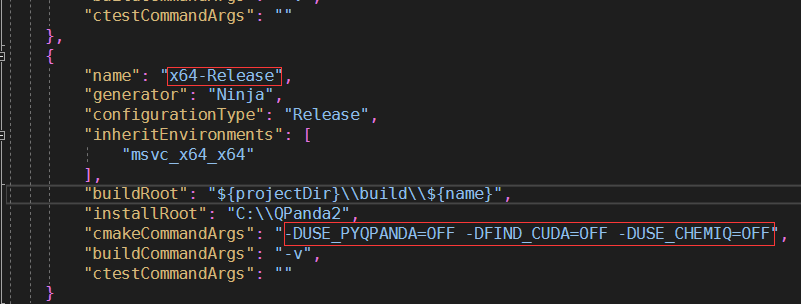 "ctestCommandArgs": ""
},
{
"name": "x64-Release",
"generator": "Ninja",
"configurationType": "Release",
"inheritEnvironments": [
"msvc_x64_x64"
],
"buildRoot": "${projectDir}\\build\\${name}",
"installRoot": "C:\\QPanda2",
"cmakeCommandArgs": "-DUSE_PYQPANDA=OFF -DFIND_CUDA=OFF -DUSE_CHEMIQ=OFF",
"buildCommandArgs": "-v",
"ctestCommandArgs": ""
}